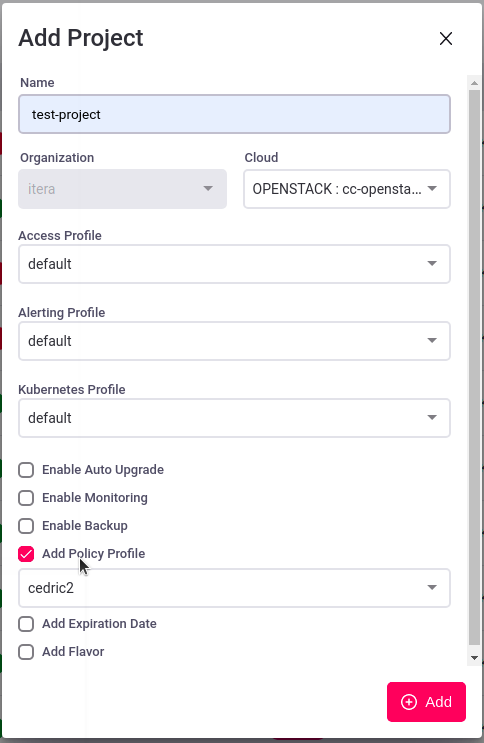 Add Project
Name
test-project
Organization Cloud
itera OPENSTACK : cc-opensta...
Access Profile
default
Alerting Profile
default
Kubernetes Profile
default
Enable Auto Upgrade
Enable Monitoring
Enable Backup
Add Policy Profile
cedric2
Add Expiration Date
Add Flavor
Add